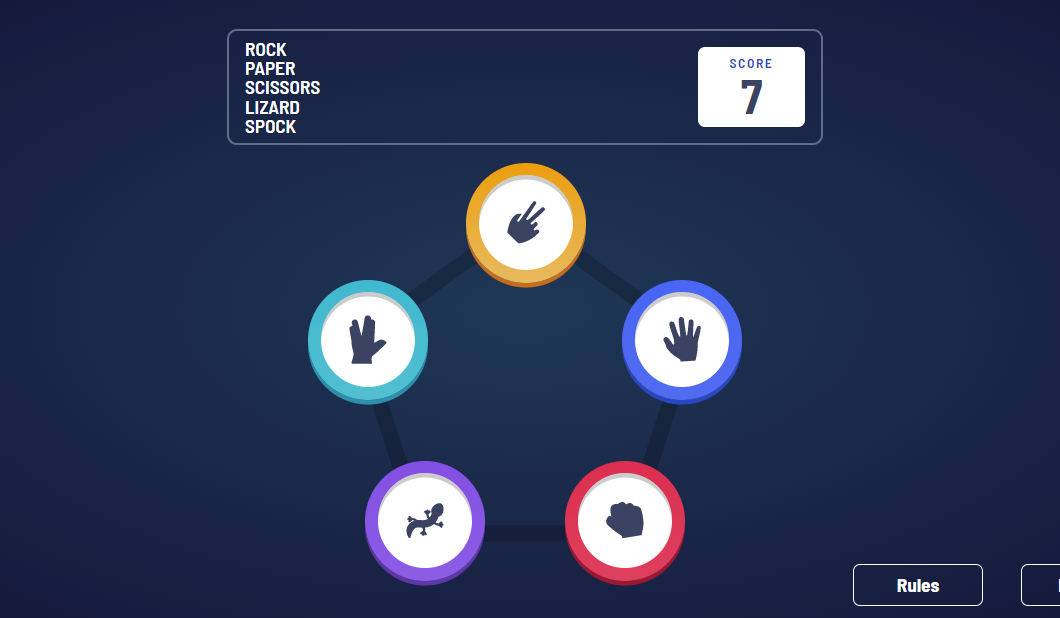 ROCK
PAPER
SCISSORS
LIZARD
SPOCK
SCORE
7
Rules